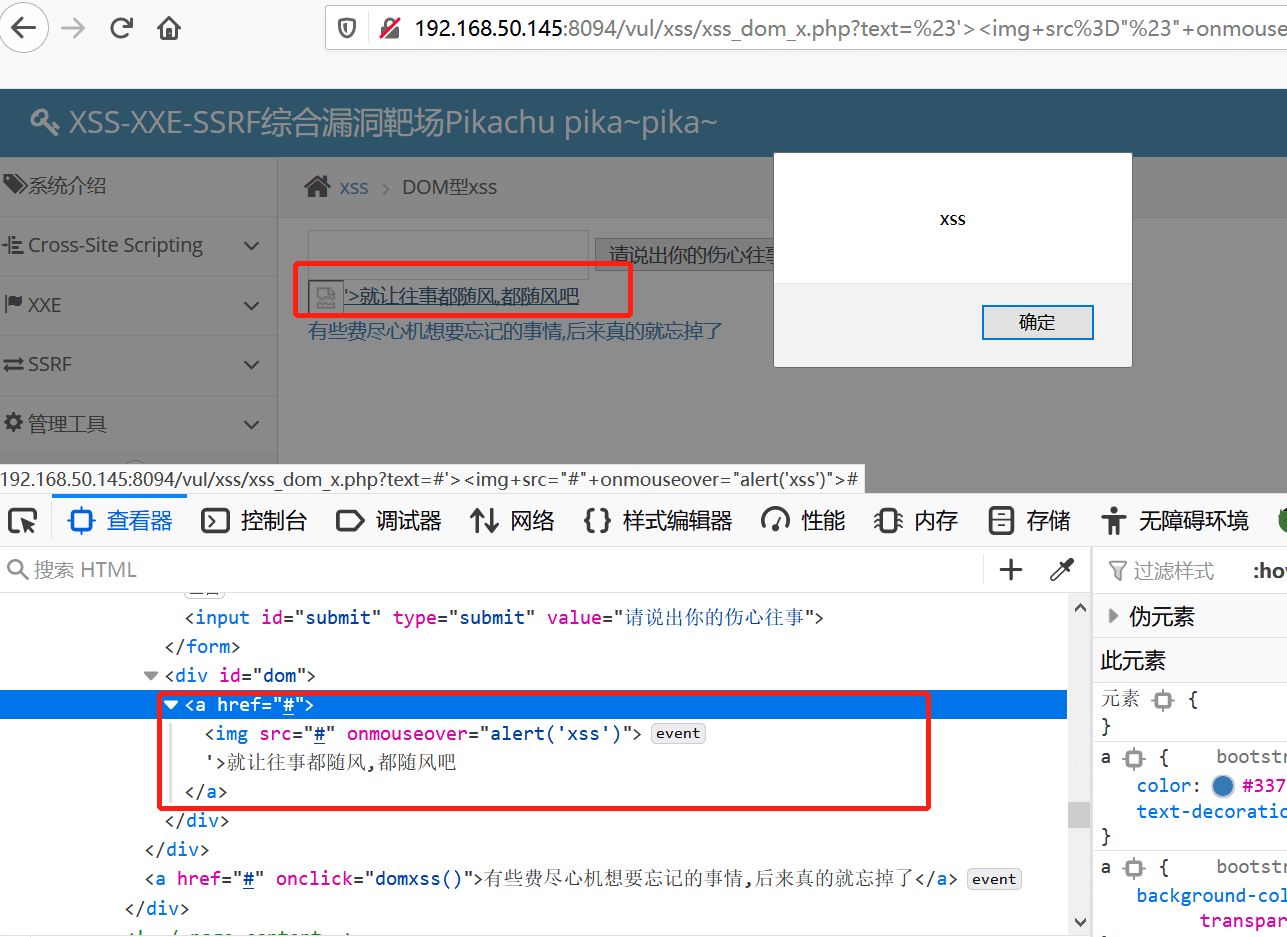 192.168.50.145:8094/vul/xss/xss_dom_x.php?text=%23'><img+src%3D"%23"+onmouse
XSS-XXE-SSRF综合漏洞靶场Pikachu pika~pika~
系统介绍
xss > DOM型xss
xss
Cross-Site Scripting
请说出你的伤心往事
XXE
'>就让往事都随风,都随风吧
确定
有些费尽心机想要忘记的事情,后来真的就忘掉了
SSRF
管理工具
192.168.50.145:8094/vul/xss/xss_dom_x.php?text=#'><img+src="#"+onmouseover="alert('xss')">#
查看器 控制台 调试器 网络 {} 样式编辑器 性能 内存 存储 无障碍环境
搜索 HTML
过滤样式 :hov
<input id="submit" type="submit" value="请说出你的伤心往事">
伪元素
</form>
<div id="dom">
此元素
<a href="#">
元素 {
<img src="#" onmouseover="alert('xss')"> event
}
'>就让往事都随风,都随风吧
a { bootstr
</a>
color: #337
</div>
text-decoratio
</div>
}
<a href="#" onclick="domxss()">有些费尽心机想要忘记的事情,后来真的就忘掉了</a> event
a { bootstr
</div>
background-col
transpar